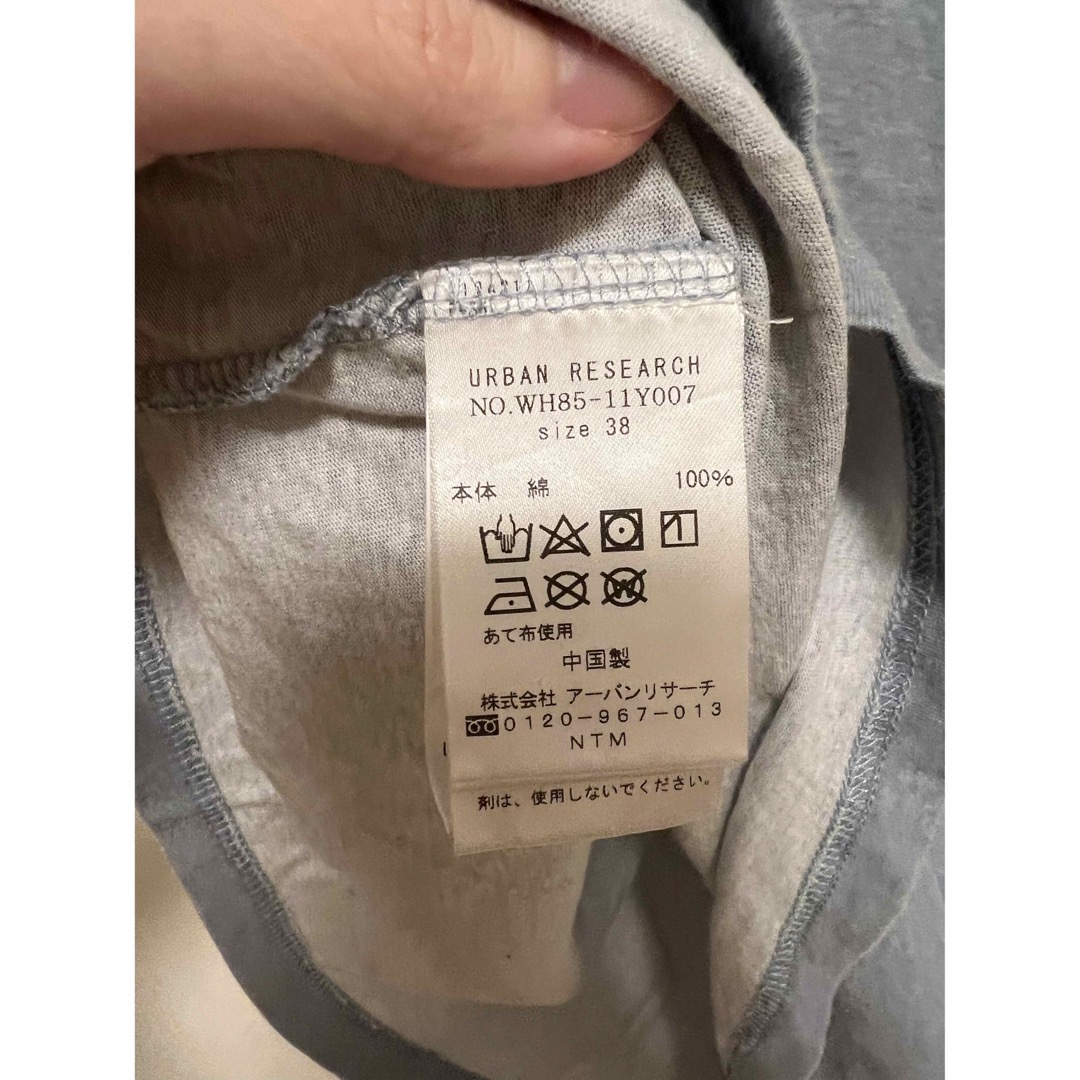 URBAN RESEARCH
NO.WH85-11Y007
size 38
本体 綿 100%
あて布使用
中国製
株式会社 アーバンリサーチ
0120-967-013
NTM
剤は、使用しないでください。